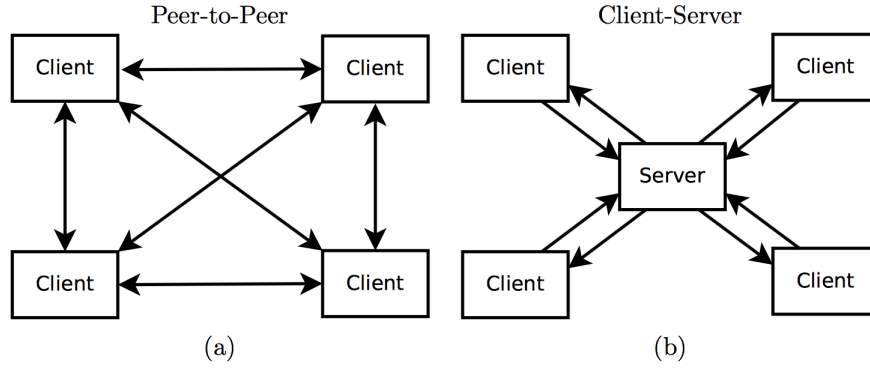 Peer-to-Peer
Client
Client
Client
Client
(a)
Client-Server
Client
Client
Server
Client
Client
(b)